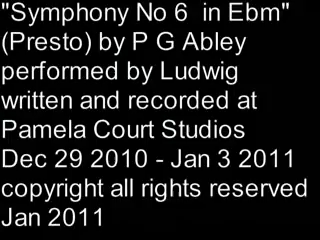 "Symphony No 6  in Ebm"
(Presto) by P G Abley
performed by Ludwig
written and recorded at
Pamela Court Studios
Dec 29 2010 - Jan 3 2011
copyright all rights reserved
Jan 2011